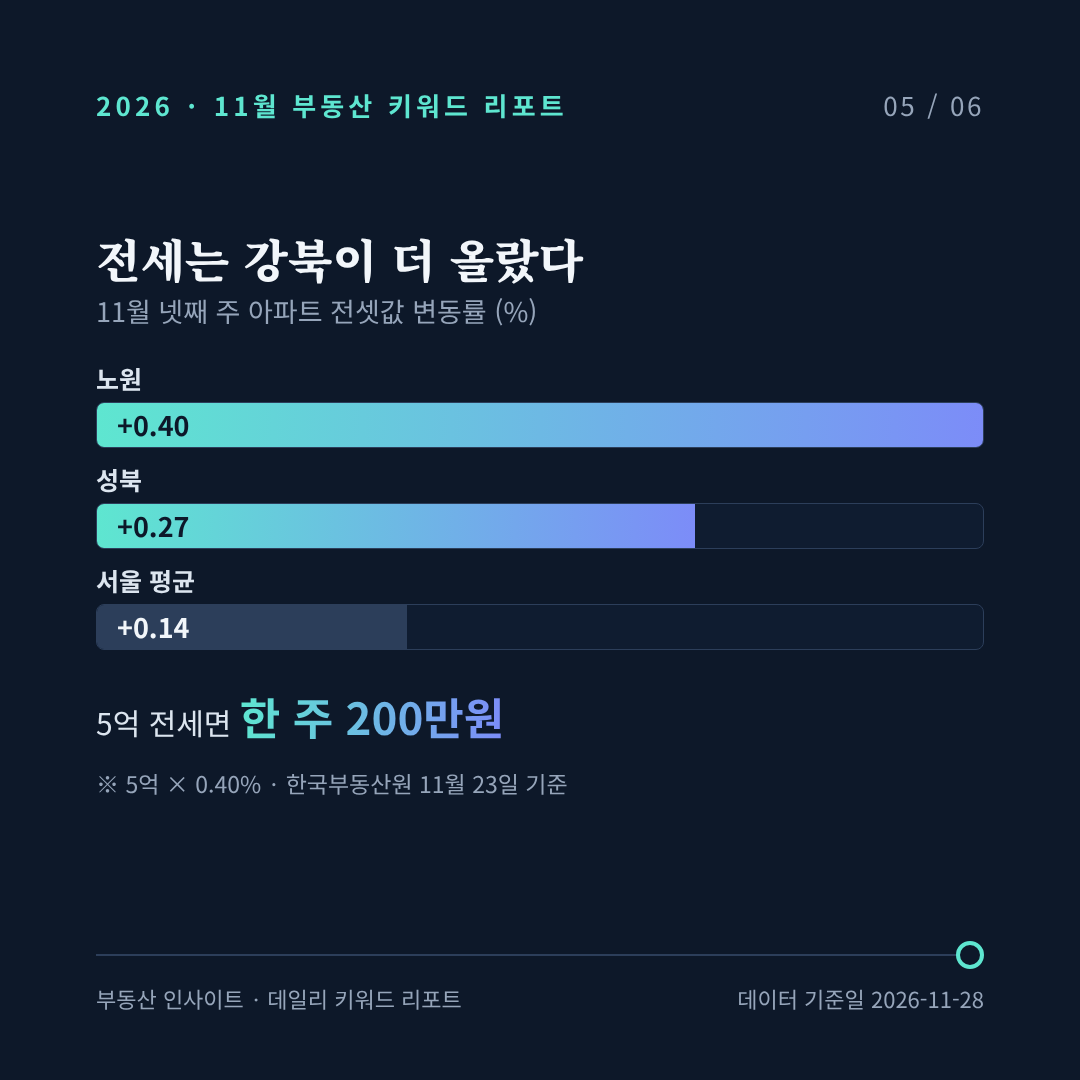 2026 · 11월 부동산 키워드 리포트
05 / 06
전세는 강북이 더 올랐다
11월 넷째 주 아파트 전셋값 변동률 (%)
노원
+0.40
성북
+0.27
서울 평균
+0.14
5억 전세면 한 주 200만원
※ 5억 × 0.40% · 한국부동산원 11월 23일 기준
부동산 인사이트 · 데일리 키워드 리포트
데이터 기준일 2026-11-28